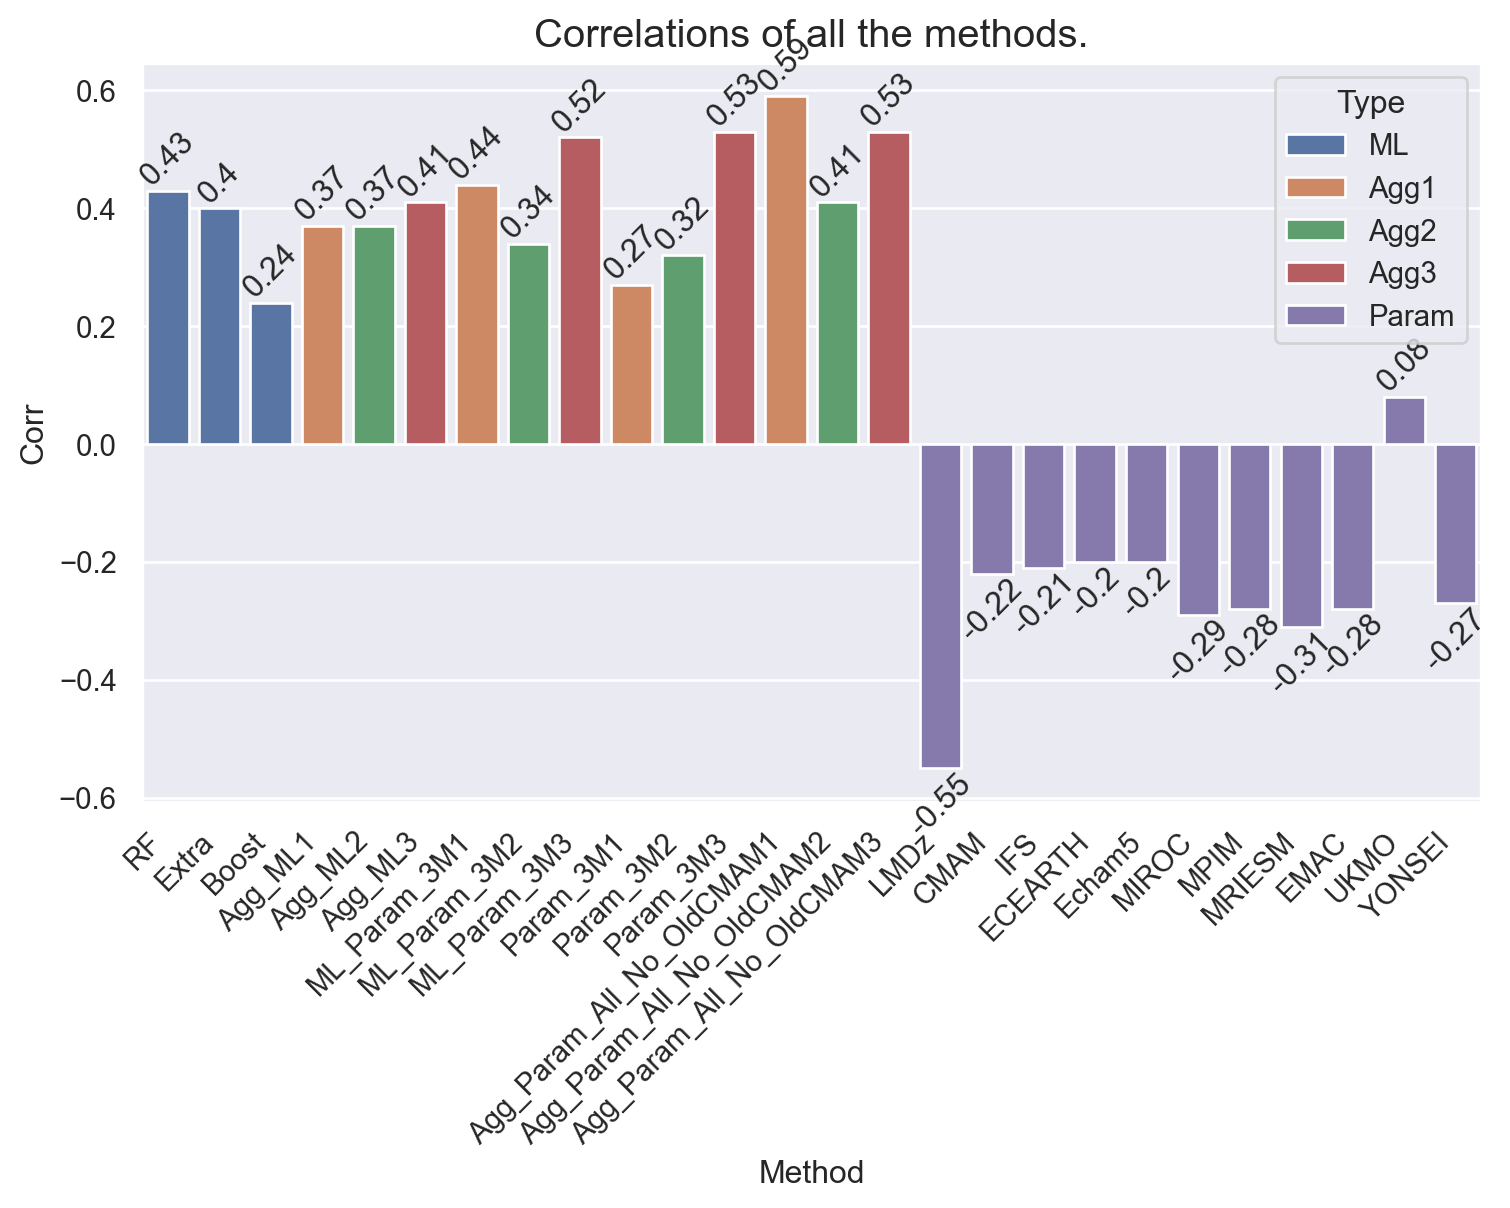 Correlations of all the methods.
Corr
0.6
0.4
0.2
0.0
−0.2
−0.4
−0.6
0.43
0.4
0.24
0.37
0.37
0.41
0.44
0.34
0.52
0.27
0.32
0.53
0.59
0.41
0.53
-0.55
-0.22
-0.21
-0.2
-0.2
-0.29
-0.28
-0.31
-0.28
0.08
-0.27
Type
ML
Agg1
Agg2
Agg3
Param
RF
Extra
Boost
Agg_ML1
Agg_ML2
Agg_ML3
ML_Param_3M1
ML_Param_3M2
ML_Param_3M3
Param_3M1
Param_3M2
Param_3M3
Agg_Param_All_No_OldCMAM1
Agg_Param_All_No_OldCMAM2
Agg_Param_All_No_OldCMAM3
LMDz
CMAM
IFS
ECEARTH
Echam5
MIROC
MPIM
MRIESM
EMAC
UKMO
YONSEI
Method